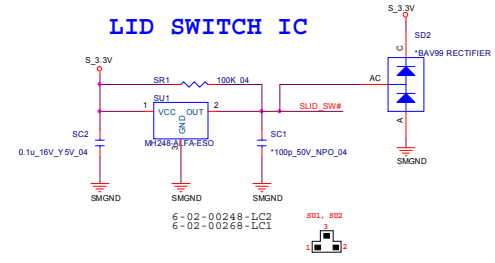 LID SWITCH IC
S_3.3V
SD2
*BAV99 RECTIFIER
C
AC
A
SMGND
S_3.3V
SR1
100K_04
SU1
1
VCC
OUT
2
GND
3
MH248-ALFA-ESO
SLID_SW#
SC2
0.1u_16V_Y5V_04
SC1
*100p_50V_NPO_04
SMGND
SMGND
SMGND
6-02-00248-LC2
6-02-00268-LC1
SU1, SU2
3
1
2